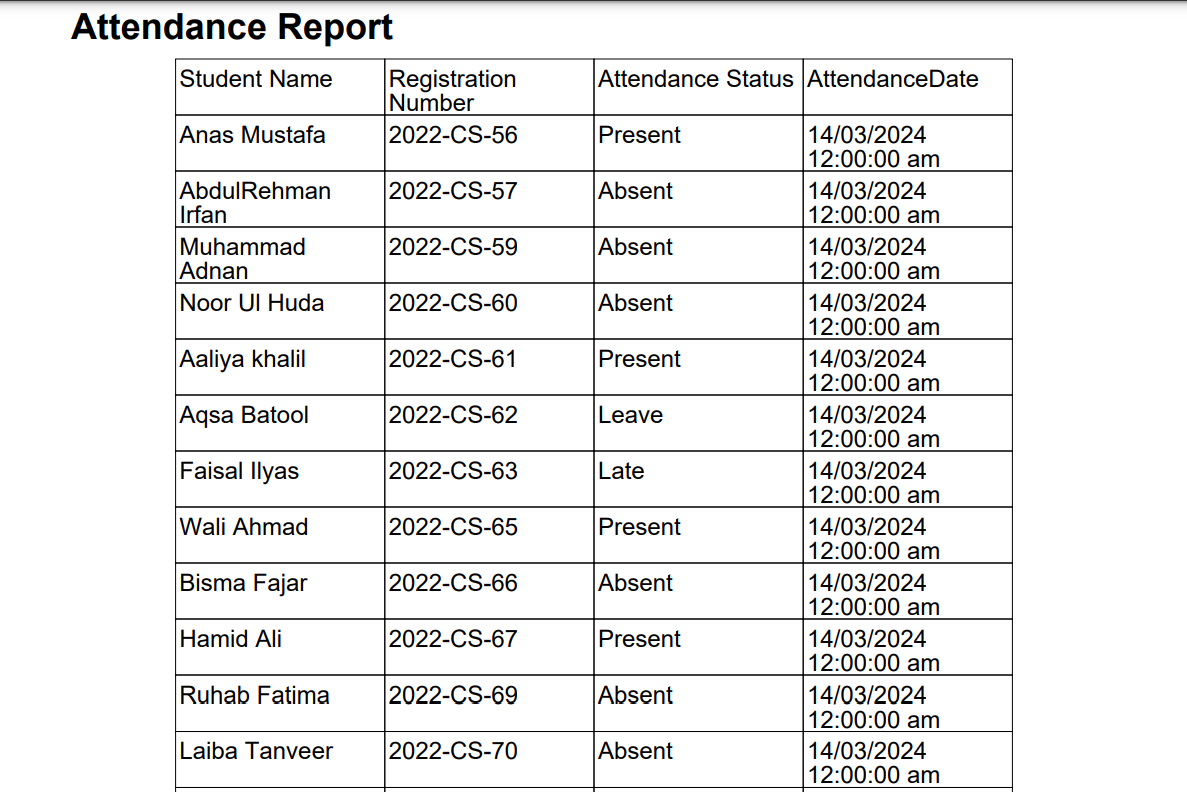 Attendance Report
Student Name Registration Number Attendance Status AttendanceDate
Anas Mustafa 2022-CS-56 Present 14/03/2024 12:00:00 am
AbdulRehman Irfan 2022-CS-57 Absent 14/03/2024 12:00:00 am
Muhammad Adnan 2022-CS-59 Absent 14/03/2024 12:00:00 am
Noor Ul Huda 2022-CS-60 Absent 14/03/2024 12:00:00 am
Aaliya khalil 2022-CS-61 Present 14/03/2024 12:00:00 am
Aqsa Batool 2022-CS-62 Leave 14/03/2024 12:00:00 am
Faisal Ilyas 2022-CS-63 Late 14/03/2024 12:00:00 am
Wali Ahmad 2022-CS-65 Present 14/03/2024 12:00:00 am
Bisma Fajar 2022-CS-66 Absent 14/03/2024 12:00:00 am
Hamid Ali 2022-CS-67 Present 14/03/2024 12:00:00 am
Ruhab Fatima 2022-CS-69 Absent 14/03/2024 12:00:00 am
Laiba Tanveer 2022-CS-70 Absent 14/03/2024 12:00:00 am